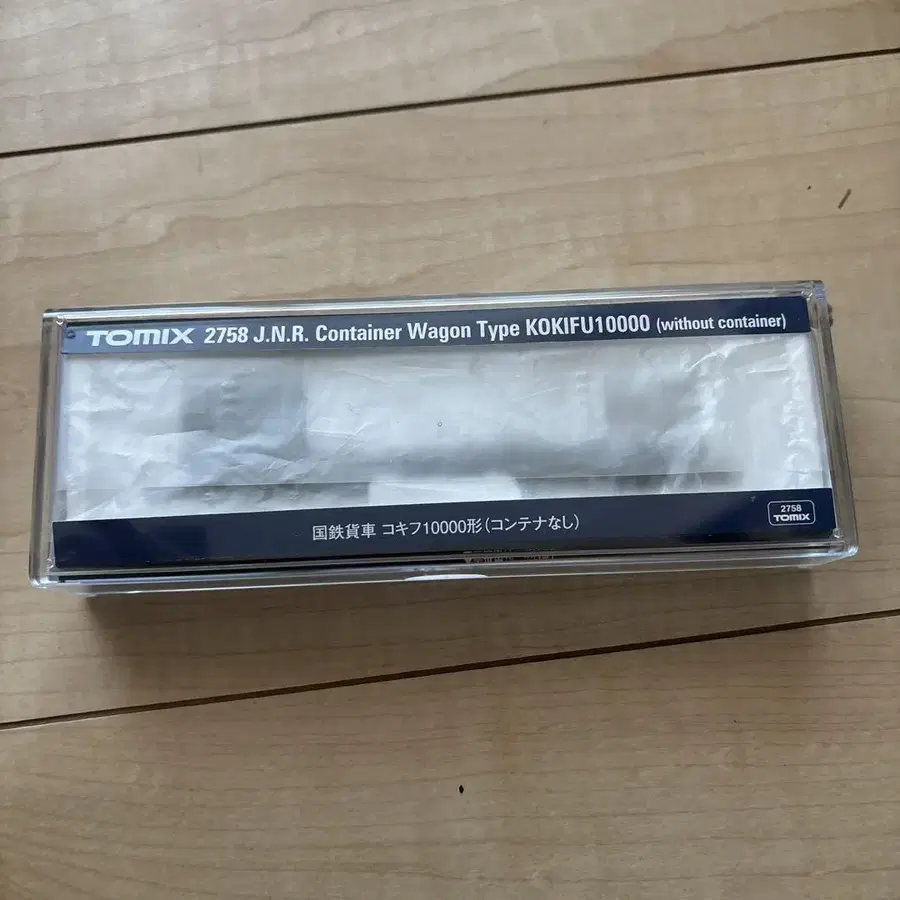 TOMIX 2758 J.N.R. Container Wagon Type KOKIFU10000 (without container)
国鉄貨車 コキフ10000形(コンテナなし)
2758
TOMIX